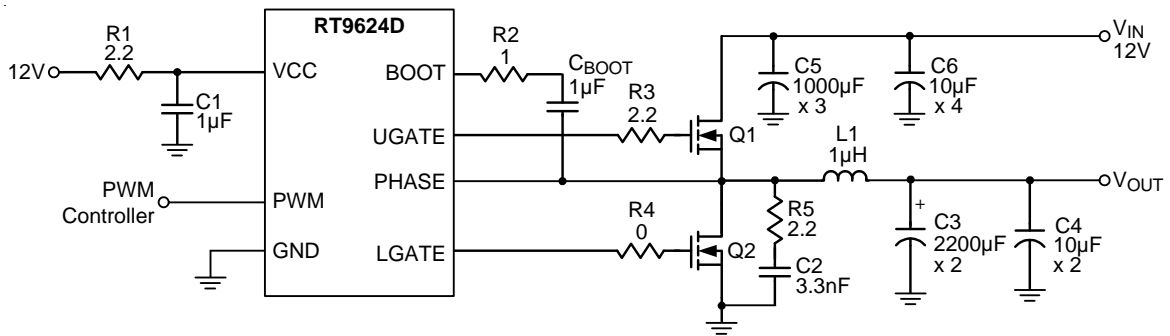 RT9624D
12V
R1
2.2
C1
1µF
VCC
BOOT
R2
1
CBOOT
1µF
R3
2.2
UGATE
Q1
PHASE
PWM
Controller
PWM
GND
LGATE
R4
0
Q2
R5
2.2
C2
3.3nF
L1
1µH
C5
1000µF
x 3
C6
10µF
x 4
VIN
12V
VOUT
+
C3
2200µF
x 2
C4
10µF
x 2